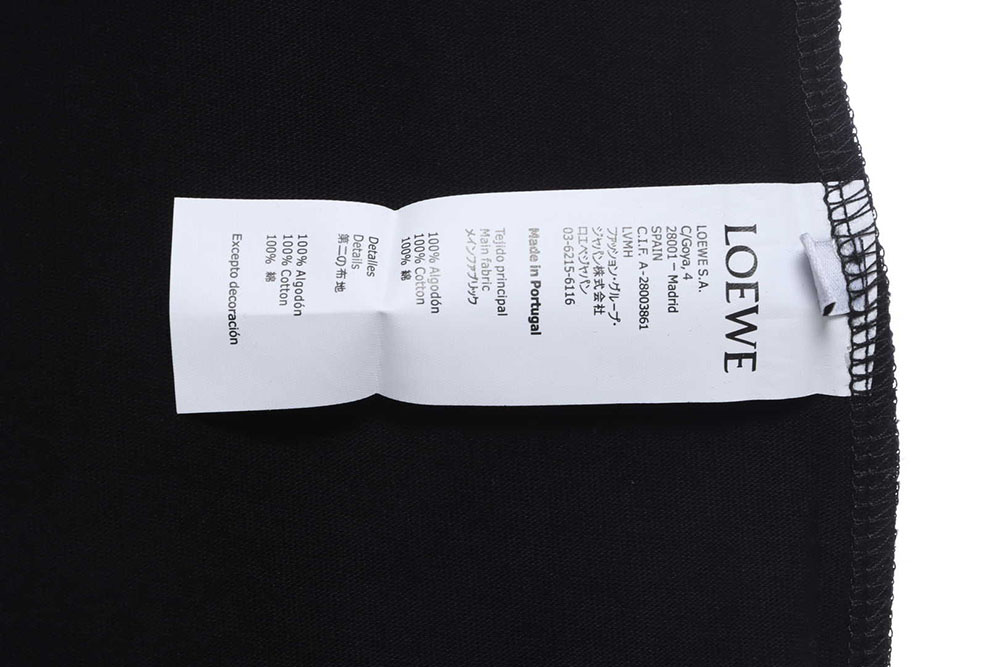 LOEWE
LOEWE S.A.
C/Goya, 4
28001 – Madrid
SPAIN
C.I.F. A-28003861
LVMH
ファッション・グループ・
ジャパン株式会社
ロエベジャパン
03-6215-6116
Made in Portugal
Tejido principal
Main fabric
メインファブリック
100% Algodón
100% Cotton
100% 綿
Detalles
Details
第二の布地
100% Algodón
100% Cotton
100% 綿
Excepto decoración